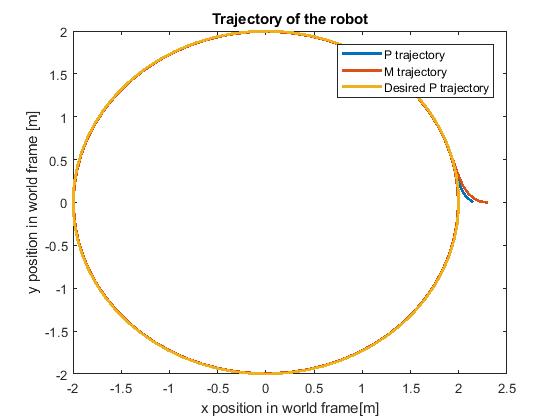 Trajectory of the robot
P trajectory
M trajectory
Desired P trajectory
y position in world frame [m]
2
1.5
1
0.5
0
-0.5
-1
-1.5
-2
-2 -1.5 -1 -0.5 0 0.5 1 1.5 2 2.5
x position in world frame[m]